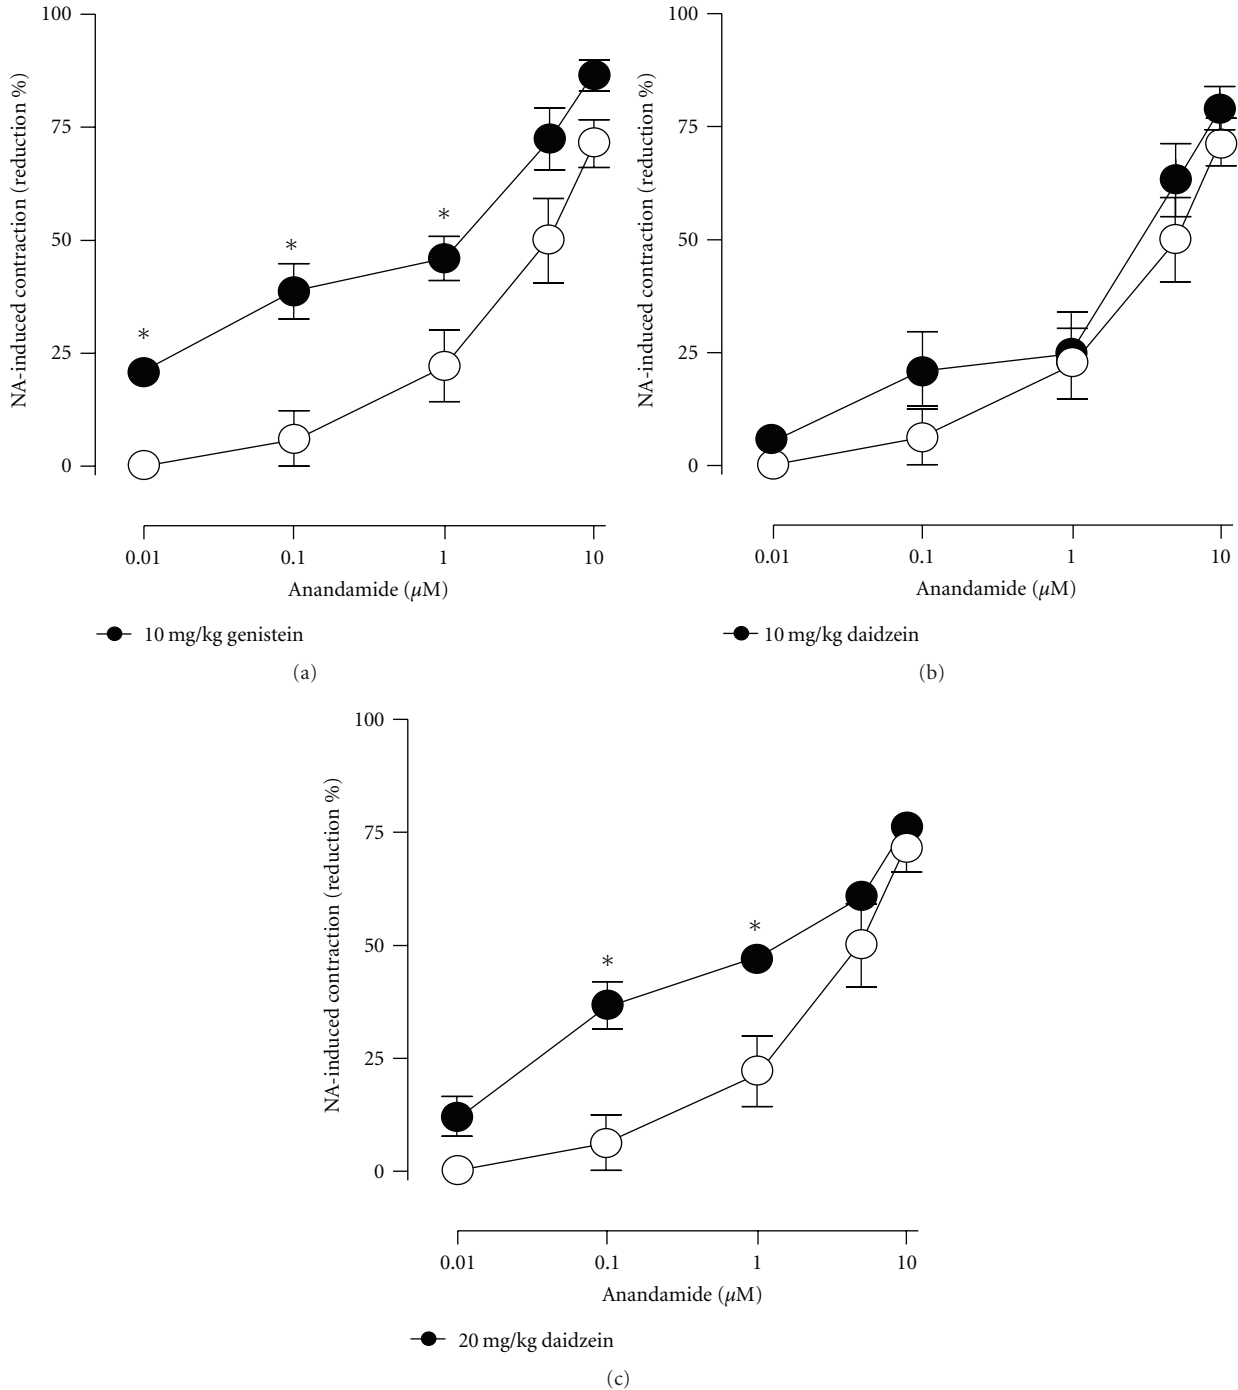 100
75
50
25
0
NA-induced contraction (reduction %)
*
*
*
0.01 0.1 1 10
Anandamide (μM)
10 mg/kg genistein
(a)
100
75
50
25
0
NA-induced contraction (reduction %)
0.01 0.1 1 10
Anandamide (μM)
10 mg/kg daidzein
(b)
100
75
50
25
0
NA-induced contraction (reduction %)
*
*
0.01 0.1 1 10
Anandamide (μM)
20 mg/kg daidzein
(c)